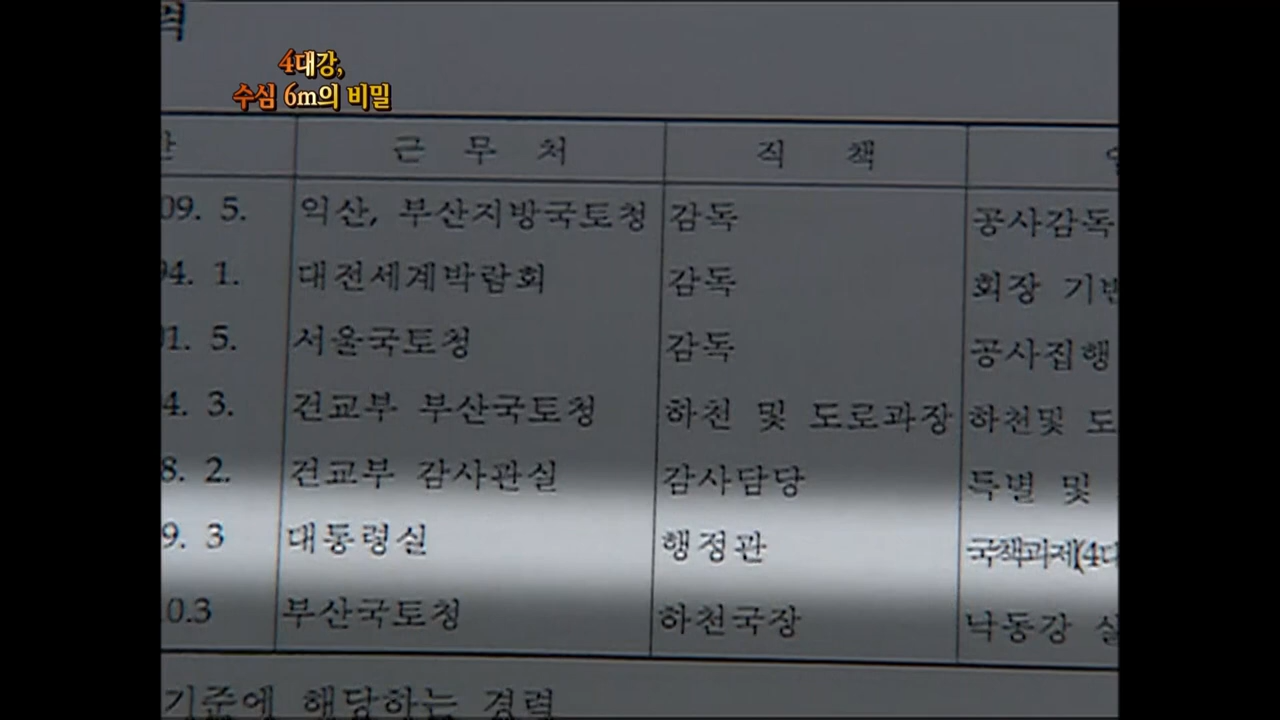 력
4대강,
수심 6m의 비밀
근 무 처 직 책
09. 5. 익산, 부산지방국토청 감독 공사감독
94. 1. 대전세계박람회 감독 회장 기반
01. 5. 서울국토청 감독 공사집행
4. 3. 건교부 부산국토청 하천 및 도로과장 하천및 도
8. 2. 건교부 감사관실 감사담당 특별 및
9. 3 대통령실 행정관 국책과제(4대
10.3 부산국토청 하천국장 낙동강 살
기준에 해당하는 경력